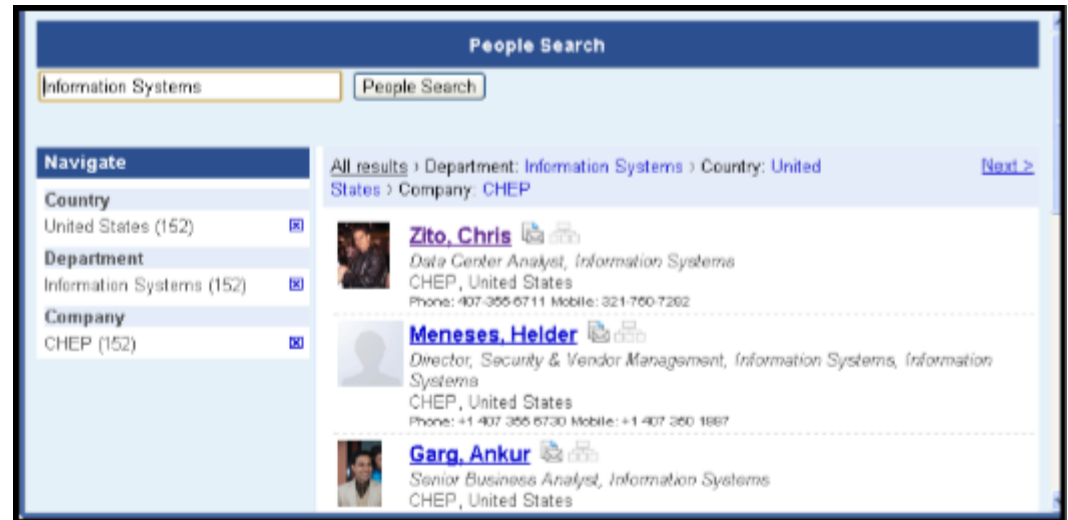 People Search
Information Systems
People Search
Navigate
Country
United States (152)
Department
Information Systems (152)
Company
CHEP (152)
All results › Department: Information Systems › Country: United
States › Company: CHEP
Next >
Zito, Chris
Data Center Analyst, Information Systems
CHEP, United States
Phone: 407-355-6711 Mobile: 321-760-7282
Meneses, Helder
Director, Security & Vendor Management, Information Systems, Information
Systems
CHEP, United States
Phone: +1 407 355 6730 Mobile: +1 407 350 1997
Garg, Ankur
Senior Business Analyst, Information Systems
CHEP, United States